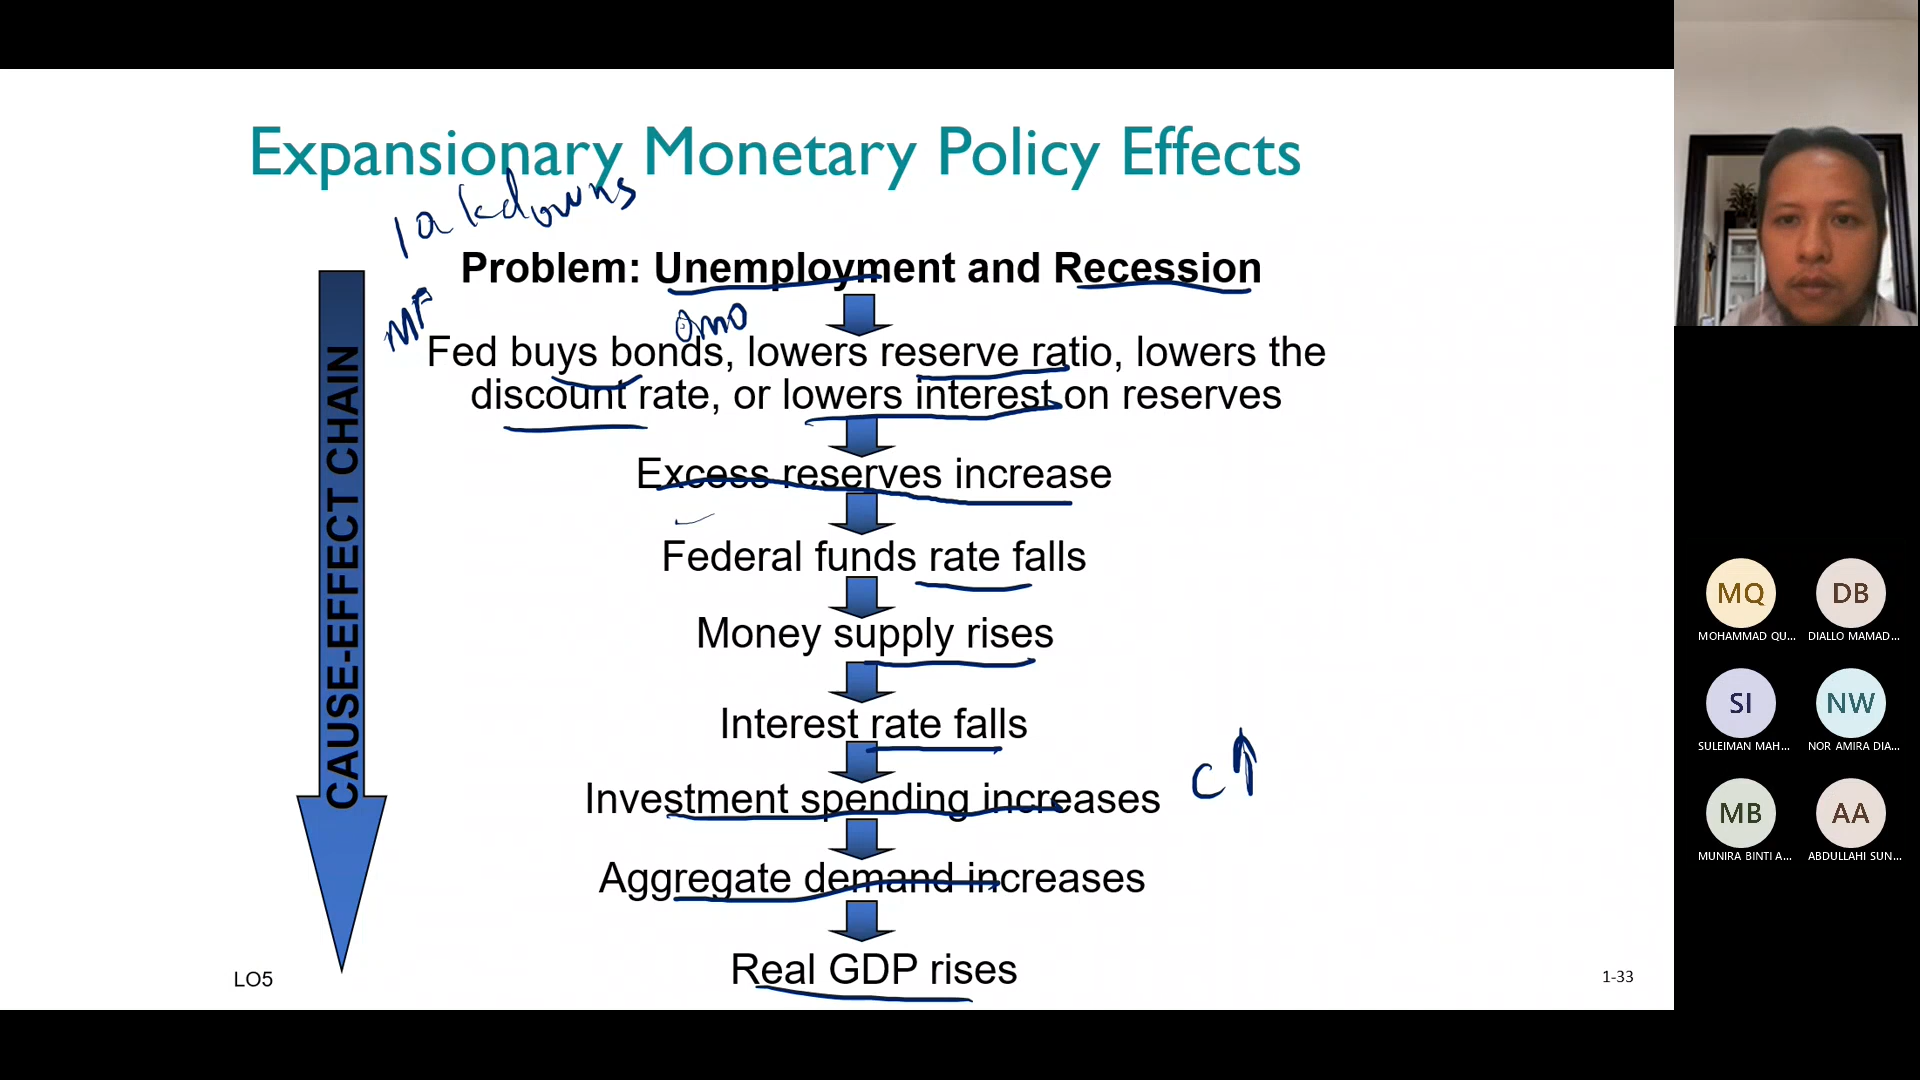 Expansionary Monetary Policy Effects
lockdowns
Problem: Unemployment and Recession
MP
OMO
Fed buys bonds, lowers reserve ratio, lowers the
discount rate, or lowers interest on reserves
Excess reserves increase
Federal funds rate falls
Money supply rises
Interest rate falls
Investment spending increases
C↑
Aggregate demand increases
Real GDP rises
CAUSE-EFFECT CHAIN
LO5
1-33
MQ
DB
MOHAMMAD QU...
DIALLO MAMAD...
SI
NW
SULEIMAN MAH...
NOR AMIRA DIA...
MB
AA
MUNIRA BINTI A...
ABDULLAHI SUN...